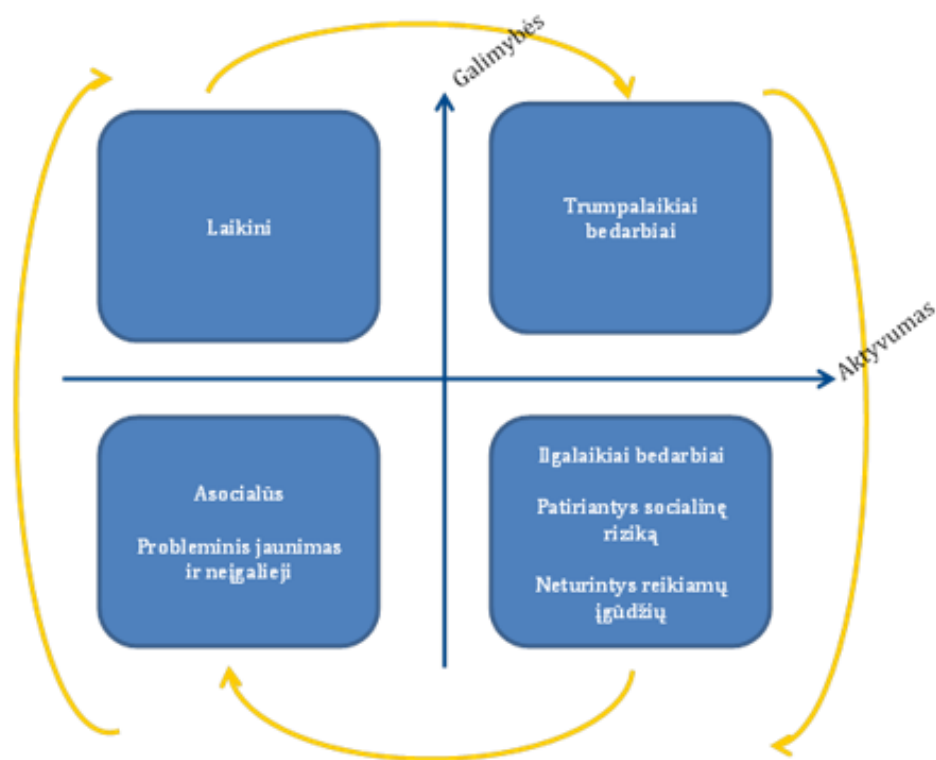 Galimybės
Laikini
Trumpalaikiai
bedarbiai
Aktyvumas
Asocialūs
Probleminis jaunimas
ir neįgalieji
Ilgalaikiai bedarbiai
Patiriantys socialinę
riziką
Neturintys reikiamų
įgūdžių